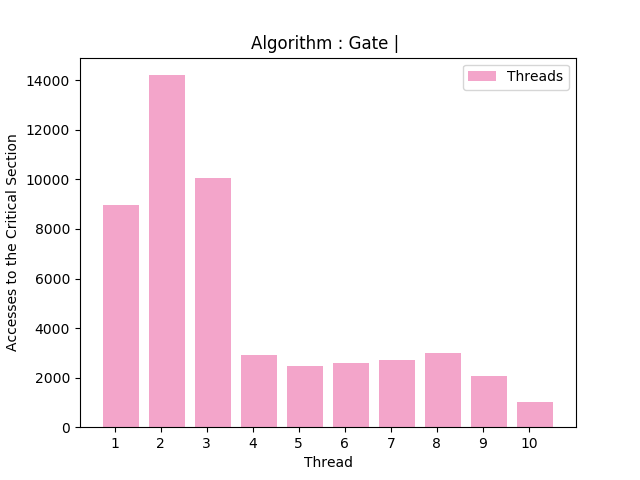 Algorithm : Gate |
Threads
Accesses to the Critical Section
14000
12000
10000
8000
6000
4000
2000
0
1 2 3 4 5 6 7 8 9 10
Thread